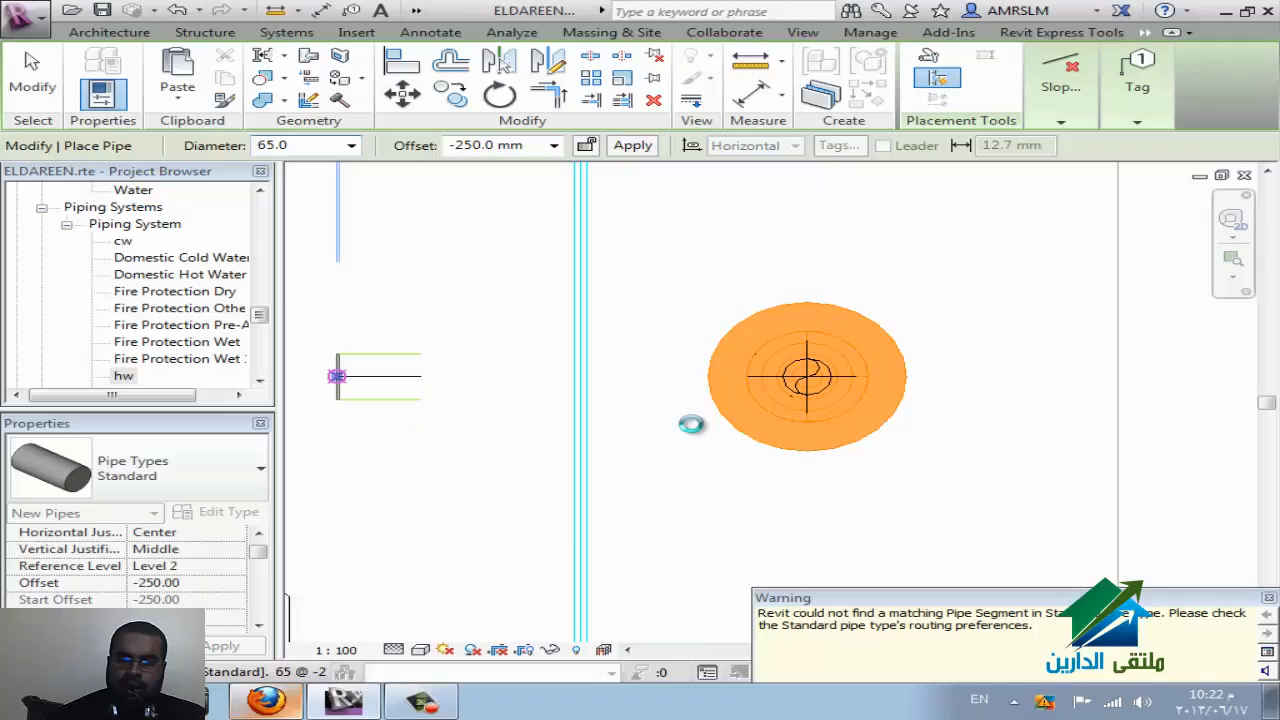 ELDAREEN...
Type a keyword or phrase
AMRSLM
Architecture Structure Systems Insert Annotate Analyze Massing & Site Collaborate View Manage Add-Ins Revit Express Tools
Modify
Paste
Slop...
Tag
1
Select Properties Clipboard Geometry Modify View Measure Create Placement Tools
Modify | Place Pipe Diameter: 65.0 Offset: -250.0 mm Apply Horizontal Tags... Leader 12.7 mm
ELDAREEN.rte - Project Browser
Water
Piping Systems
Piping System
cw
Domestic Cold Water
Domestic Hot Water
Fire Protection Dry
Fire Protection Othe
Fire Protection Pre-A
Fire Protection Wet
Fire Protection Wet
hw
2D
Properties
Pipe Types
Standard
New Pipes Edit Type
Horizontal Jus... Center
Vertical Justifi... Middle
Reference Level Level 2
Offset -250.00
Start Offset -250.00
Apply
1 : 100
Standard]. 65 @ -2
:0
Warning
Revit could not find a matching Pipe Segment in Sta
Please check
the Standard pipe type's routing preferences.
ملتقى الدارين
EN
10:22 م
٢٠١٣/٠٦/١٧